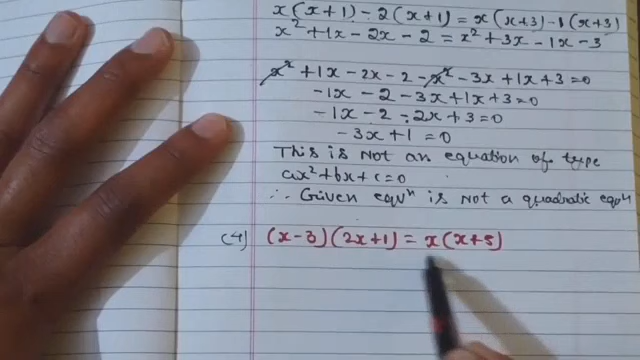 x(x+1)-2(x+1)=x(x+3)-1(x+3)
x²+1x-2x-2=x²+3x-1x-3
x²+1x-2x-2-x²-3x+1x+3=0
-1x-2-3x+1x+3=0
-1x-2-2x+3=0
-3x+1=0
This is Not an equation of type
ax²+bx+c=0
∴ Given equⁿ is Not a quadratic equⁿ
(4) (x-3)(2x+1)=x(x+5)